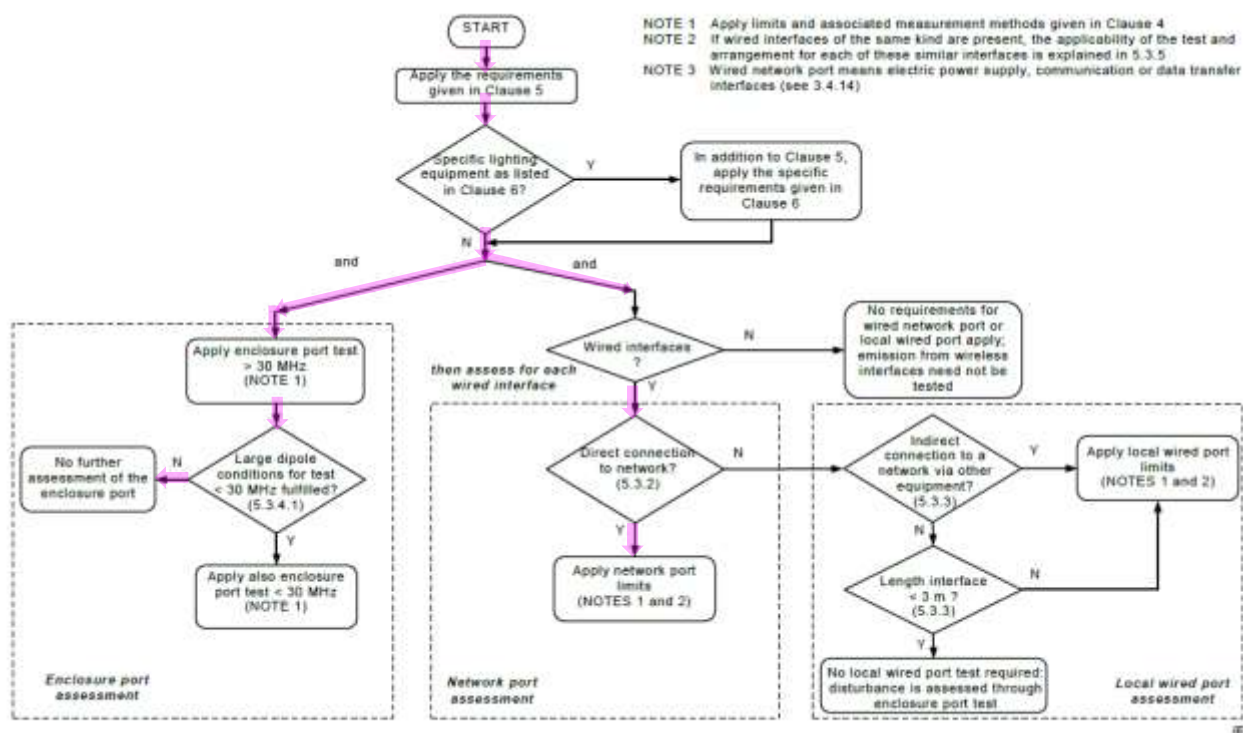 START
NOTE 1 Apply limits and associated measurement methods given in Clause 4
NOTE 2 If wired interfaces of the same kind are present, the applicability of the test and
arrangement for each of these similar interfaces is explained in 5.3.5
NOTE 3 Wired network port means electric power supply, communication or data transfer
interfaces (see 3.4.14)
Apply the requirements
given in Clause 5
Specific lighting
equipment as listed
in Clause 6?
Y
In addition to Clause 5,
apply the specific
requirements given in
Clause 6
N
and
and
Apply enclosure port test
> 30 MHz
(NOTE 1)
Wired interfaces
?
N
No requirements for
wired network port or
local wired port apply;
emission from wireless
interfaces need not be
tested
then assess for each
wired interface
Y
No further
assessment of the
enclosure port
N
Large dipole
conditions for test
< 30 MHz fulfilled?
(5.3.4.1)
Y
Apply also enclosure
port test < 30 MHz
(NOTE 1)
Enclosure port
assessment
Direct connection
to network?
(5.3.2)
N
Y
Apply network port
limits
(NOTES 1 and 2)
Network port
assessment
Indirect
connection to a
network via other
equipment?
(5.3.3)
Y
Apply local wired port
limits
(NOTES 1 and 2)
N
Length interface
< 3 m ?
(5.3.3)
N
Y
No local wired port test required:
disturbance is assessed through
enclosure port test
Local wired port
assessment